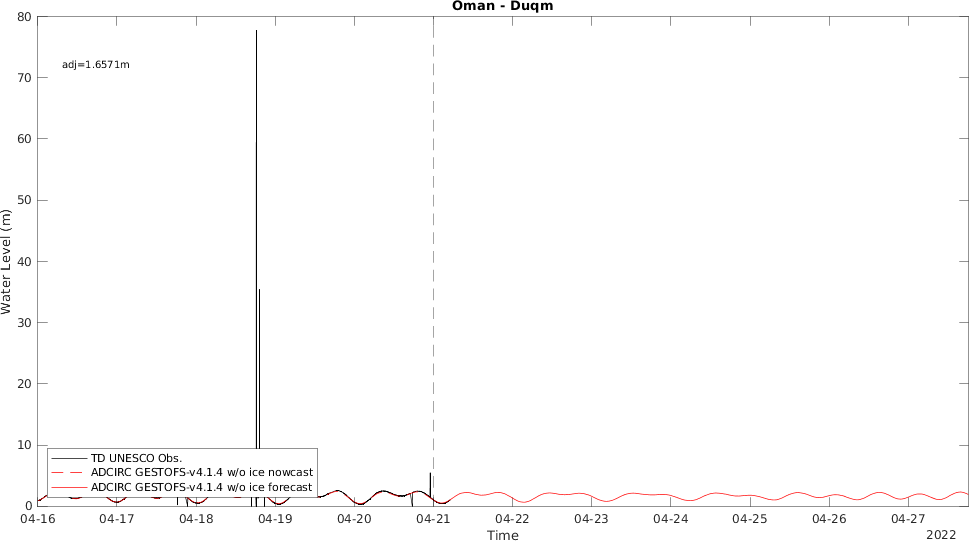 Oman - Duqm
80
70
60
50
40
30
20
10
0
Water Level (m)
adj=1.6571m
TD UNESCO Obs.
ADCIRC GESTOFS-v4.1.4 w/o ice nowcast
ADCIRC GESTOFS-v4.1.4 w/o ice forecast
04-16 04-17 04-18 04-19 04-20 04-21 04-22 04-23 04-24 04-25 04-26 04-27
Time
2022